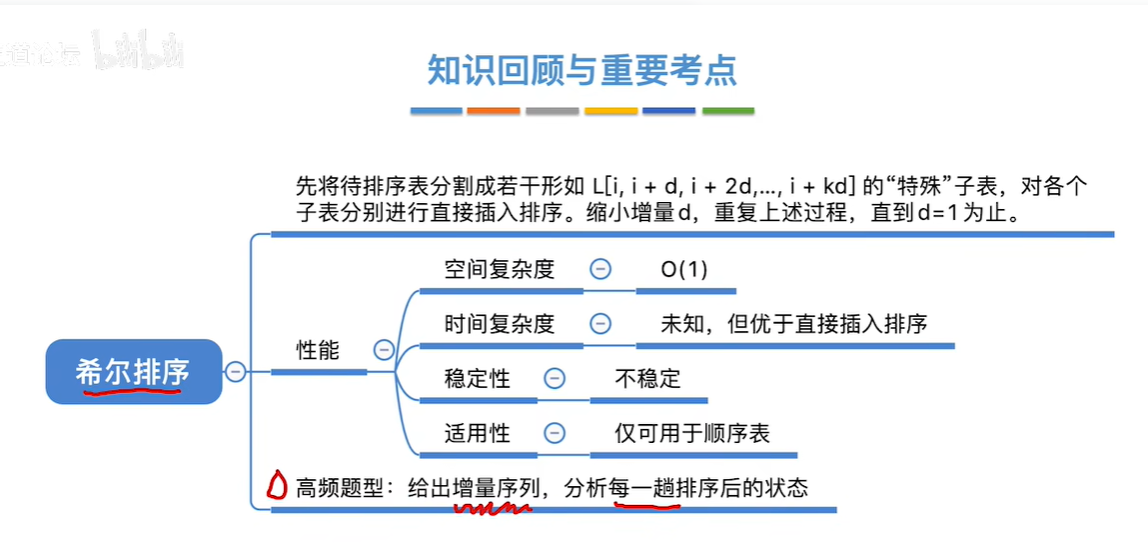 bilibili
知识回顾与重要考点
先将待排序表分割成若干形如 L[i, i + d, i + 2d,..., i + kd] 的“特殊”子表，对各个
子表分别进行直接插入排序。缩小增量d，重复上述过程，直到d=1为止。
空间复杂度
O(1)
时间复杂度
未知，但优于直接插入排序
性能
希尔排序
稳定性
不稳定
适用性
仅可用于顺序表
高频题型：给出增量序列，分析每一趟排序后的状态